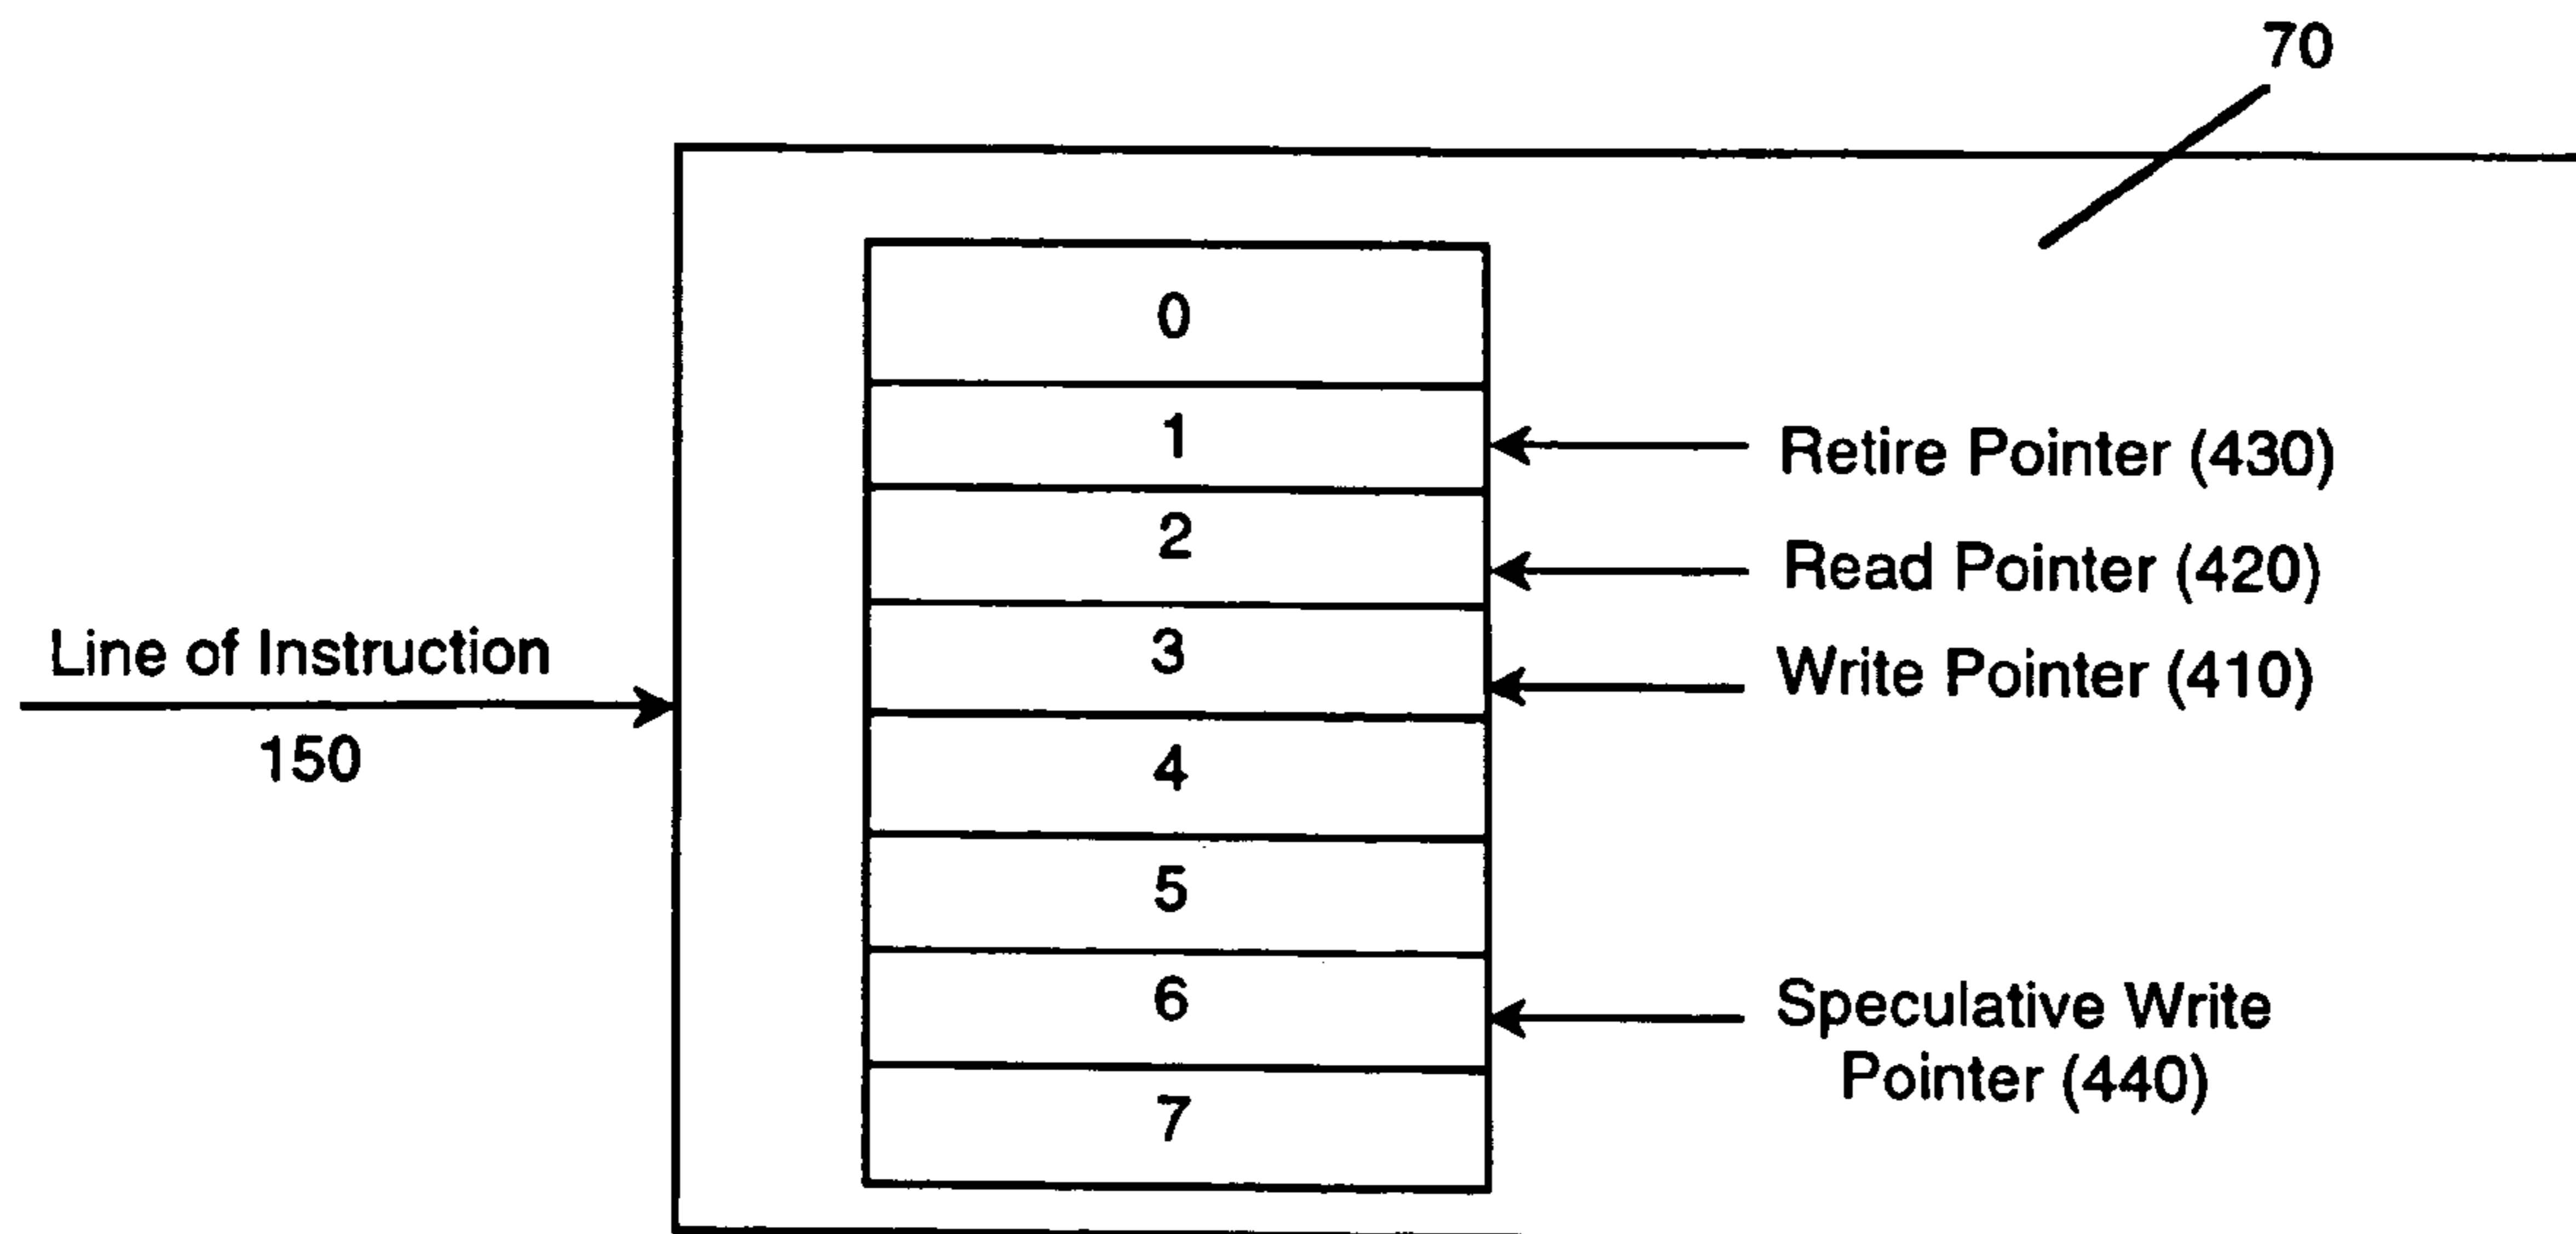 70
0
1
Retire Pointer (430)
2
Read Pointer (420)
Line of Instruction
3
Write Pointer (410)
150
4
5
6
Speculative Write
Pointer (440)
7